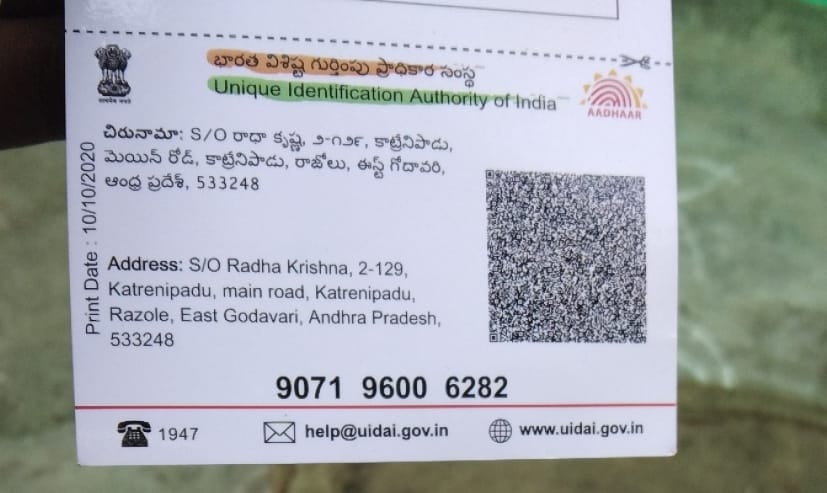 భారత విశిష్ట గుర్తింపు ప్రాధికార సంస్థ
Unique Identification Authority of India
AADHAAR
చిరునామా: S/O రాధా కృష్ణ, ౨-౧౨౯, కాట్రేనిపాడు,
మెయిన్ రోడ్, కాట్రేనిపాడు, రాజోలు, ఈస్ట్ గోదావరి,
ఆంధ్ర ప్రదేశ్, 533248
Print Date : 10/10/2020
Address: S/O Radha Krishna, 2-129,
Katrenipadu, main road, Katrenipadu,
Razole, East Godavari, Andhra Pradesh,
533248
9071 9600 6282
1947
help@uidai.gov.in
www.uidai.gov.in